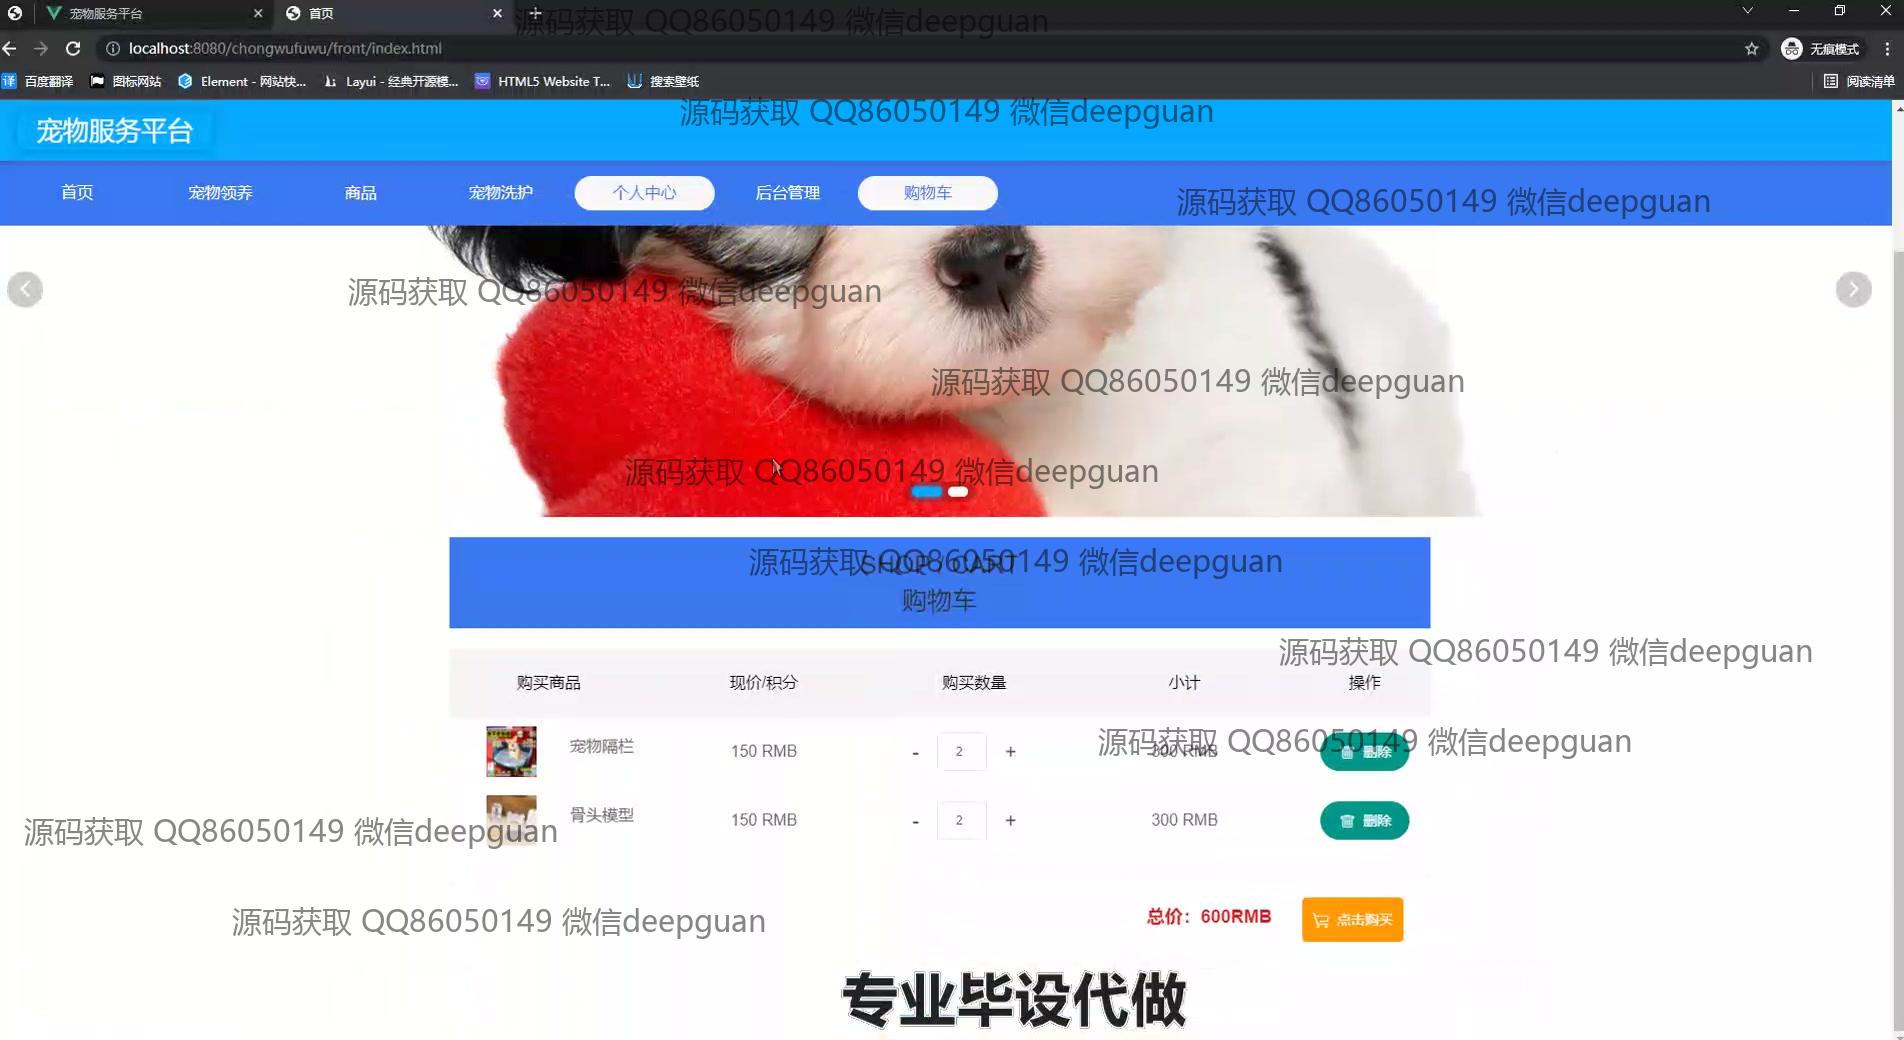 宠物服务平台
首页
源码获取 QQ86050149 微信deepguan
localhost:8080/chongwufuwu/front/index.html
无痕模式
百度翻译
图标网站
Element - 网站快...
Layui - 经典开源模...
HTML5 Website T...
搜索壁纸
阅读清单
源码获取 QQ86050149 微信deepguan
宠物服务平台
首页
宠物领养
商品
宠物洗护
个人中心
后台管理
购物车
源码获取 QQ86050149 微信deepguan
源码获取 QQ86050149 微信deepguan
源码获取 QQ86050149 微信deepguan
源码获取 QQ86050149 微信deepguan
源码获取 QQ86050149 微信deepguan
SHOP / CART
购物车
源码获取 QQ86050149 微信deepguan
购买商品 现价/积分 购买数量 小计 操作
宠物隔栏 150 RMB - 2 + 300 RMB 删除
源码获取 QQ86050149 微信deepguan
骨头模型 150 RMB - 2 + 300 RMB 删除
源码获取 QQ86050149 微信deepguan
总价：600RMB 点击购买
源码获取 QQ86050149 微信deepguan
专业毕设代做